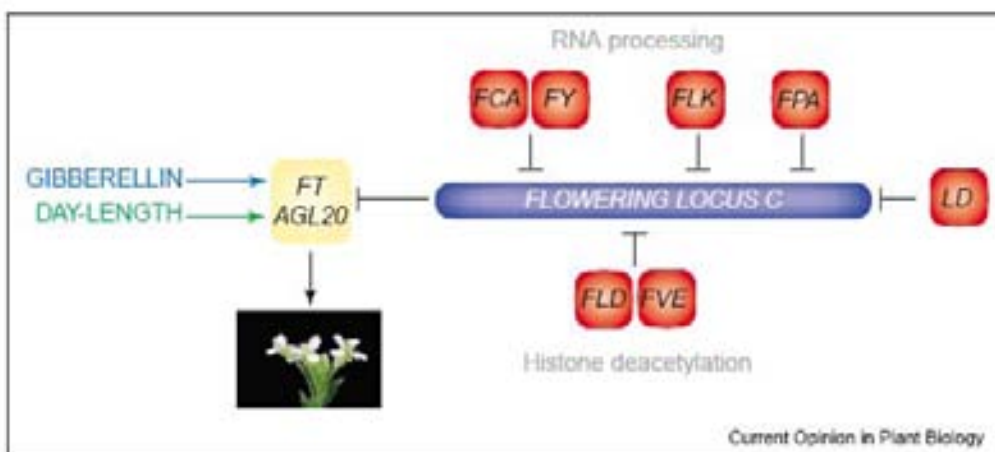 RNA processing
FCA FY FLK FPA
GIBBERELLIN
FT
FLOWERING LOCUS C
LD
DAY-LENGTH
AGL20
FLD FVE
Histone deacetylation
Current Opinion in Plant Biology